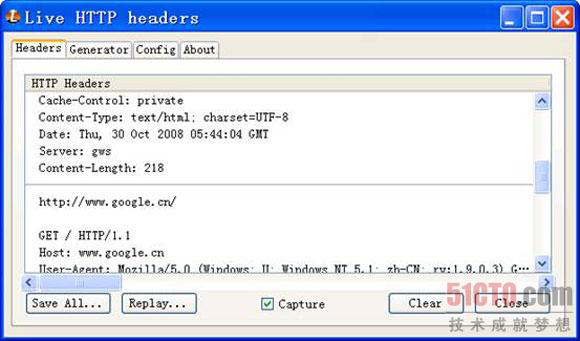 Live HTTP headers
Headers Generator Config About
HTTP Headers
Cache-Control: private
Content-Type: text/html; charset=UTF-8
Date: Thu, 30 Oct 2008 05:44:04 GMT
Server: gws
Content-Length: 218
http://www.google.cn/
GET / HTTP/1.1
Host: www.google.cn
User-Agent: Mozilla/5.0 (Windows; U; Windows NT 5.1; zh-CN; rv:1.9.0.3) G...
Save All... Replay... Capture Clear Close
51CTO.com
技术成就梦想